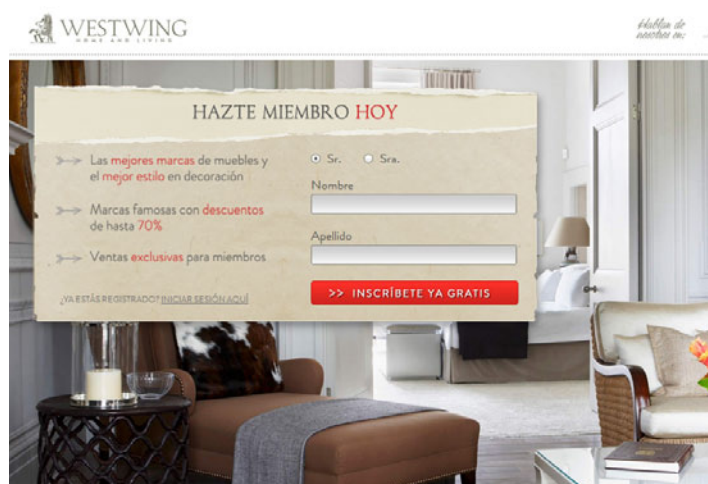 WESTWING
HOME AND LIVING
Hablan de
nosotros en:
HAZTE MIEMBRO HOY
Las mejores marcas de muebles y
el mejor estilo en decoración
Marcas famosas con descuentos
de hasta 70%
Ventas exclusivas para miembros
¿YA ESTÁS REGISTRADO? INICIAR SESIÓN AQUÍ
Sr. Sra.
Nombre
Apellido
>> INSCRÍBETE YA GRATIS